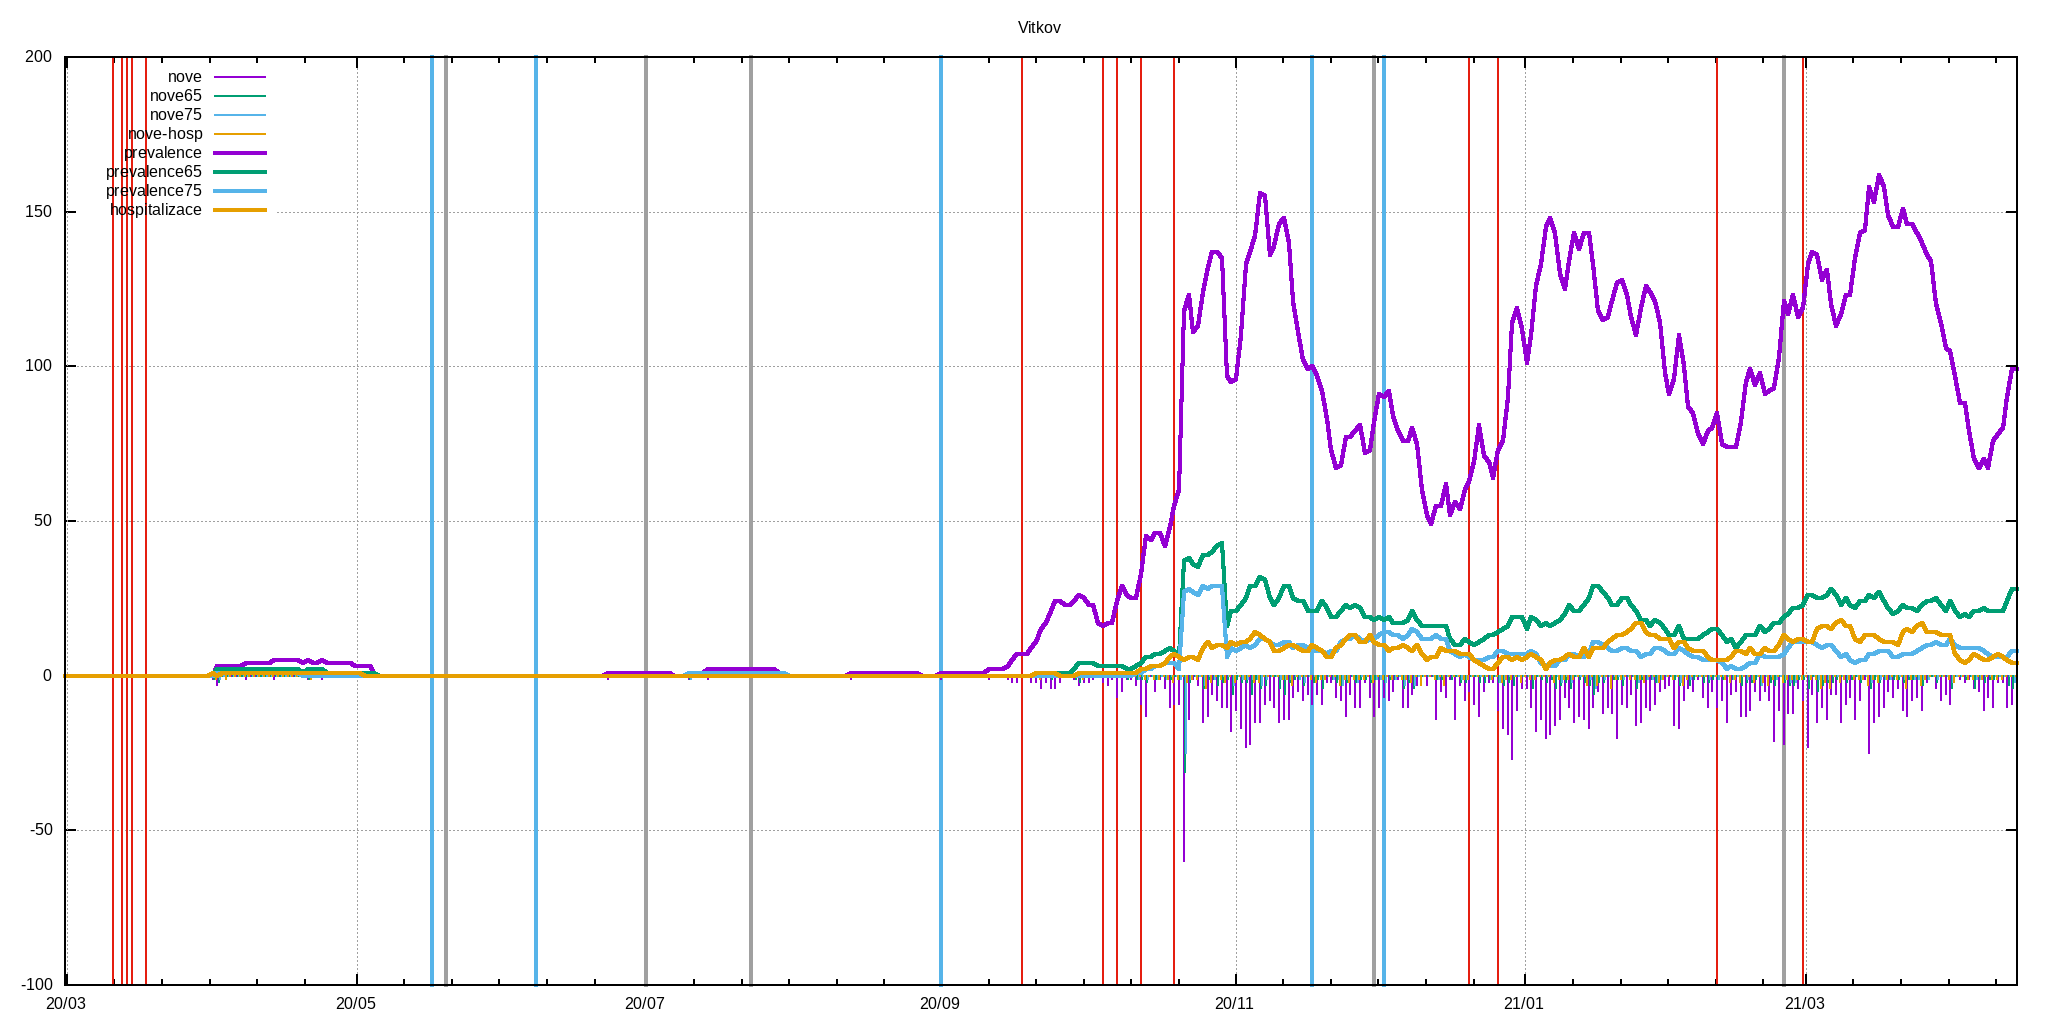 Vitkov
200
150
100
50
0
-50
-100
nove
nove65
nove75
nove-hosp
prevalence
prevalence65
prevalence75
hospitalizace
20/03 20/05 20/07 20/09 20/11 21/01 21/03